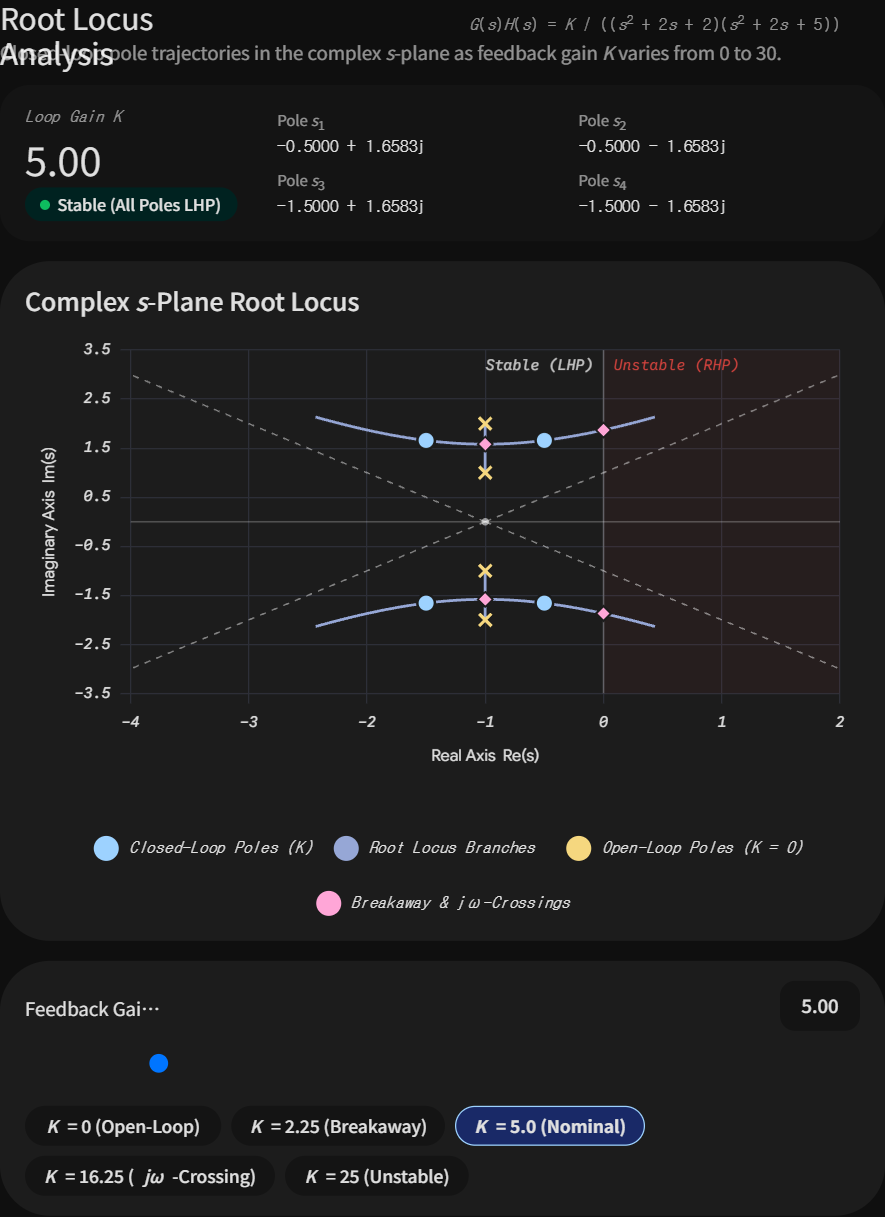 Root Locus
Analysis
G(s)H(s) = K / ((s² + 2s + 2)(s² + 2s + 5))
Closed-loop pole trajectories in the complex s-plane as feedback gain K varies from 0 to 30.
Loop Gain K
5.00
Stable (All Poles LHP)
Pole s₁
−0.5000 + 1.6583j
Pole s₂
−0.5000 − 1.6583j
Pole s₃
−1.5000 + 1.6583j
Pole s₄
−1.5000 − 1.6583j
Complex s-Plane Root Locus
Stable (LHP)
Unstable (RHP)
3.5
2.5
1.5
0.5
−0.5
−1.5
−2.5
−3.5
Imaginary Axis Im(s)
−4 −3 −2 −1 0 1 2
Real Axis Re(s)
Closed-Loop Poles (K) Root Locus Branches Open-Loop Poles (K = 0)
Breakaway & jω-Crossings
Feedback Gai…
5.00
K = 0 (Open-Loop) K = 2.25 (Breakaway) K = 5.0 (Nominal)
K = 16.25 ( jω -Crossing) K = 25 (Unstable)